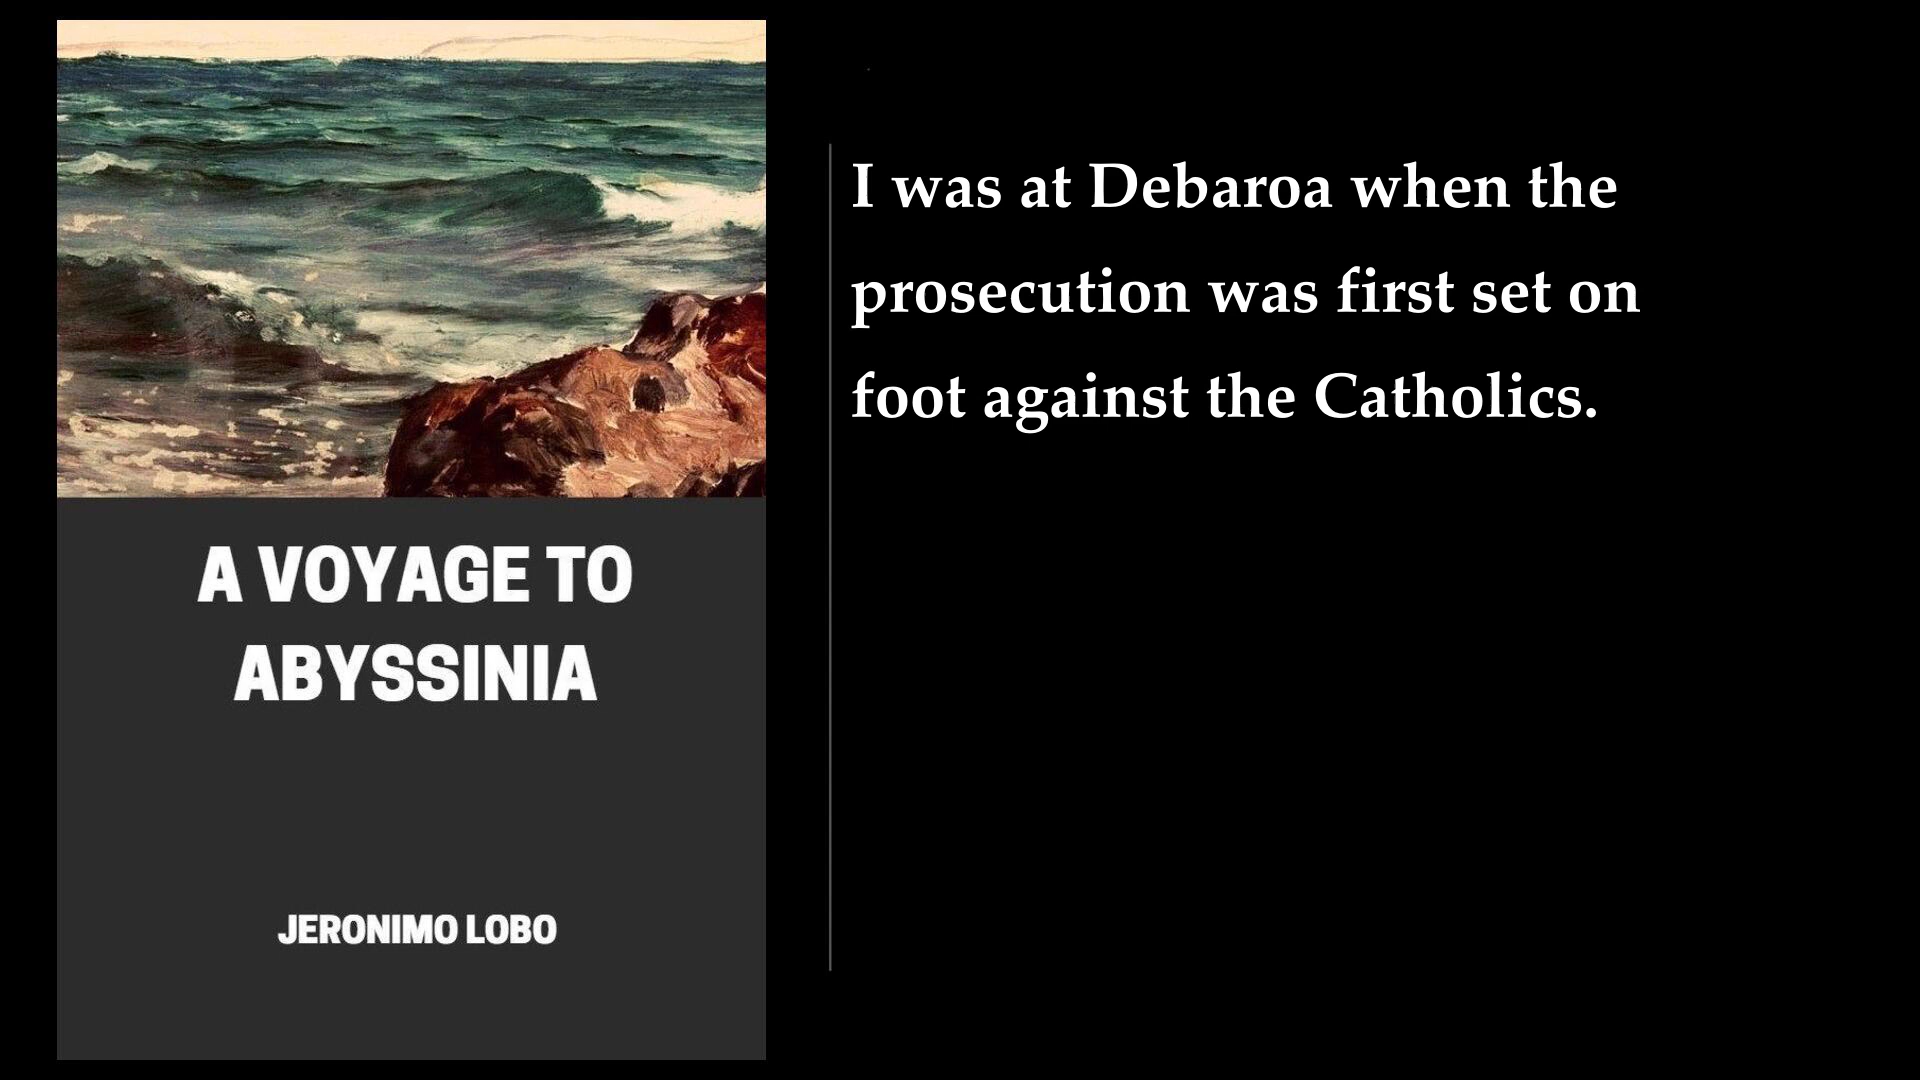 A VOYAGE TO
ABYSSINIA
JERONIMO LOBO
I was at Debaroa when the
prosecution was first set on
foot against the Catholics.